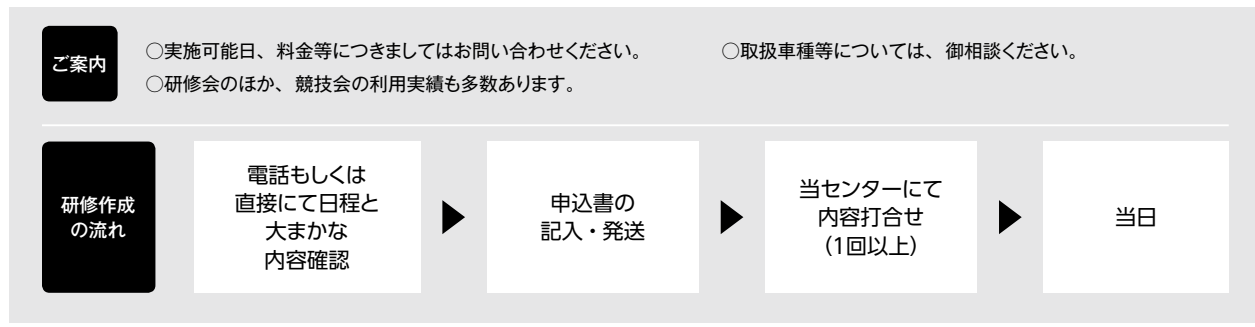 ご案内
○実施可能日、料金等につきましてはお問い合わせください。
○取扱車種等については、御相談ください。
○研修会のほか、競技会の利用実績も多数あります。
研修作成
の流れ
電話もしくは
直接にて日程と
大まかな
内容確認
申込書の
記入・発送
当センターにて
内容打合せ
(1回以上)
当日